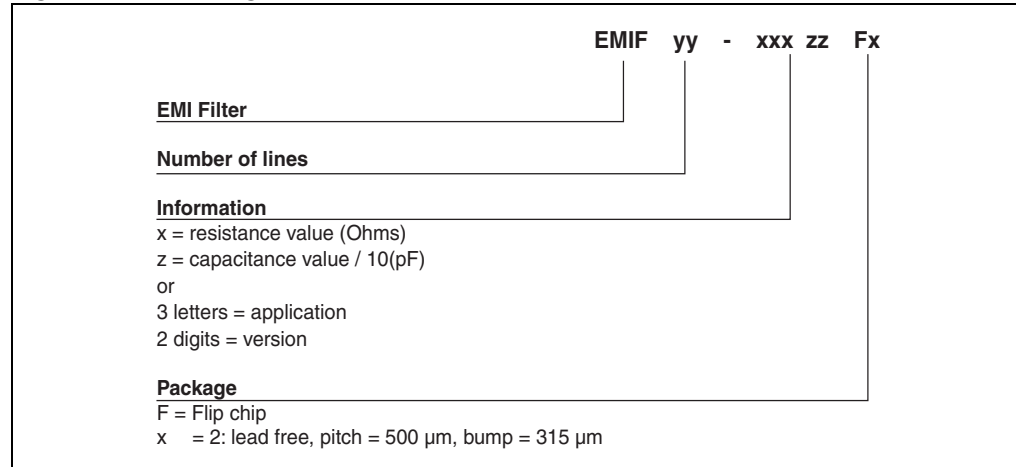 EMIF yy - xxx zz Fx
EMI Filter
Number of lines
Information
x = resistance value (Ohms)
z = capacitance value / 10(pF)
or
3 letters = application
2 digits = version
Package
F = Flip chip
x = 2: lead free, pitch = 500 µm, bump = 315 µm